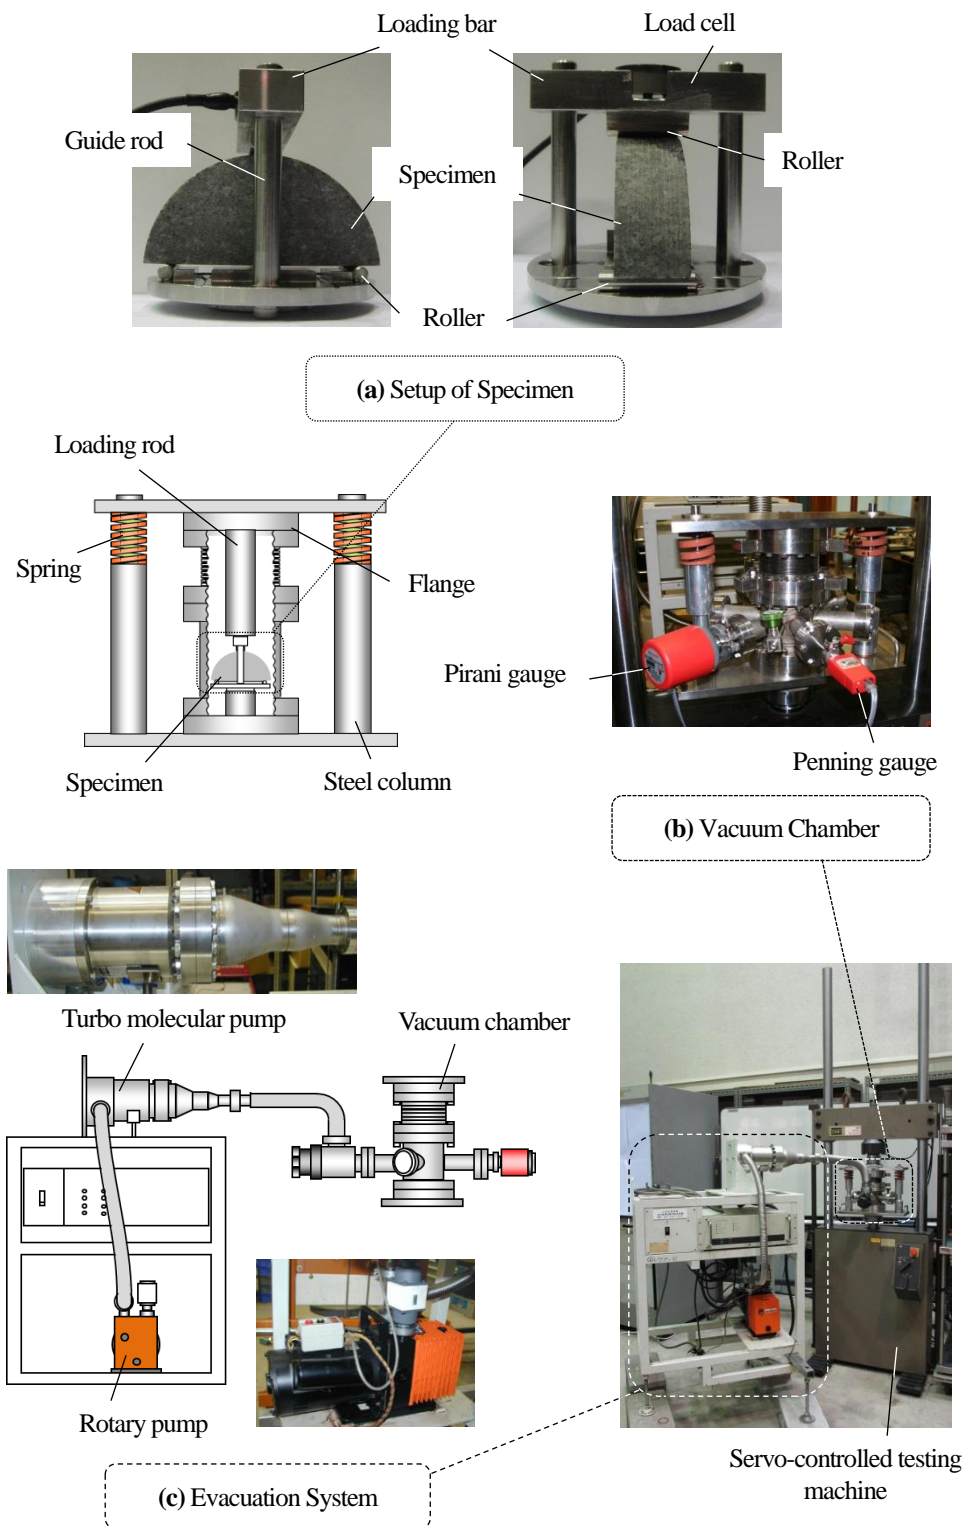 Loading bar
Load cell
Guide rod
Specimen
Roller
Roller
(a) Setup of Specimen
Loading rod
Spring
Flange
Pirani gauge
Specimen
Steel column
Penning gauge
(b) Vacuum Chamber
Turbo molecular pump
Vacuum chamber
Rotary pump
Servo-controlled testing
machine
(c) Evacuation System